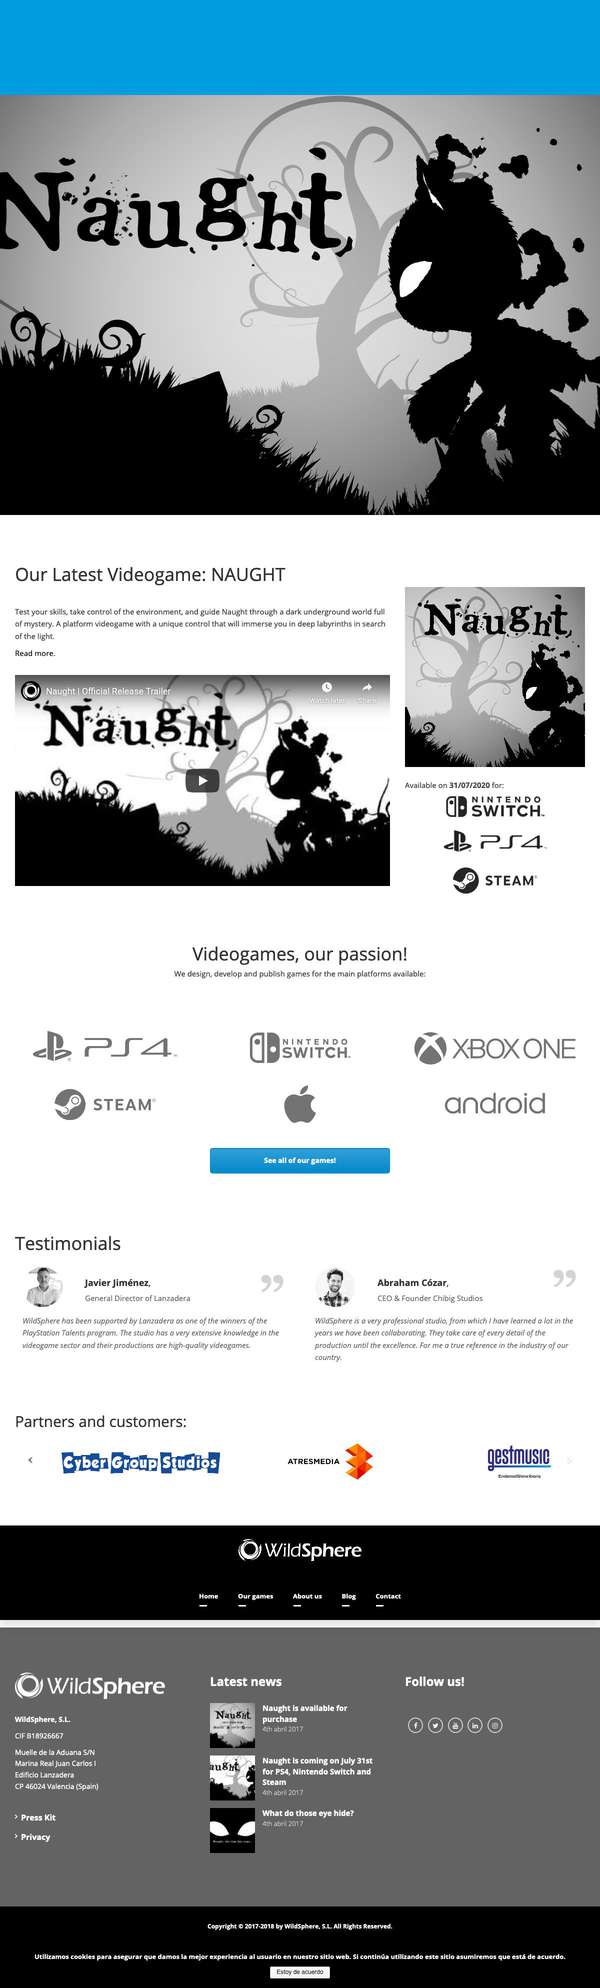 Naught
Our Latest Videogame: NAUGHT
Test your skills, take control of the environment, and guide Naught through a dark underground world full
of mystery. A platform videogame with a unique control that will immerse you in deep labyrinths in search
of the light.
Read more.
Naught | Official Release Trailer
Watch later
Share
Naught
Naught
Available on 31/07/2020 for:
NINTENDO
SWITCH
PS4
STEAM
Videogames, our passion!
We design, develop and publish games for the main platforms available:
PS4
NINTENDO
SWITCH
XBOX ONE
STEAM
android
See all of our games!
Testimonials
Javier Jiménez,
General Director of Lanzadera
WildSphere has been supported by Lanzadera as one of the winners of the
PlayStation Talents program. The studio has a very extensive knowledge in the
videogame sector and their productions are high-quality videogames.
Abraham Cózar,
CEO & Founder Chibig Studios
WildSphere is a very professional studio, from which I have learned a lot in the
years we have been collaborating. They take care of every detail of the
production until the excellence. For me a true reference in the industry of our
country.
Partners and customers:
Cyber Group Studios
ATRESMEDIA
gestmusic
EndemolShine Iberia
WildSphere
Home
Our games
About us
Blog
Contact
WildSphere
WildSphere, S.L.
CIF B18926667
Muelle de la Aduana S/N
Marina Real Juan Carlos I
Edificio Lanzadera
CP 46024 Valencia (Spain)
Press Kit
Privacy
Latest news
Naught is available for
purchase
4th abril 2017
Naught is coming on July 31st
for PS4, Nintendo Switch and
Steam
4th abril 2017
What do those eye hide?
4th abril 2017
Follow us!
Copyright © 2017-2018 by WildSphere, S.L. All Rights Reserved.
Utilizamos cookies para asegurar que damos la mejor experiencia al usuario en nuestro sitio web. Si continúa utilizando este sitio asumiremos que está de acuerdo.
Estoy de acuerdo